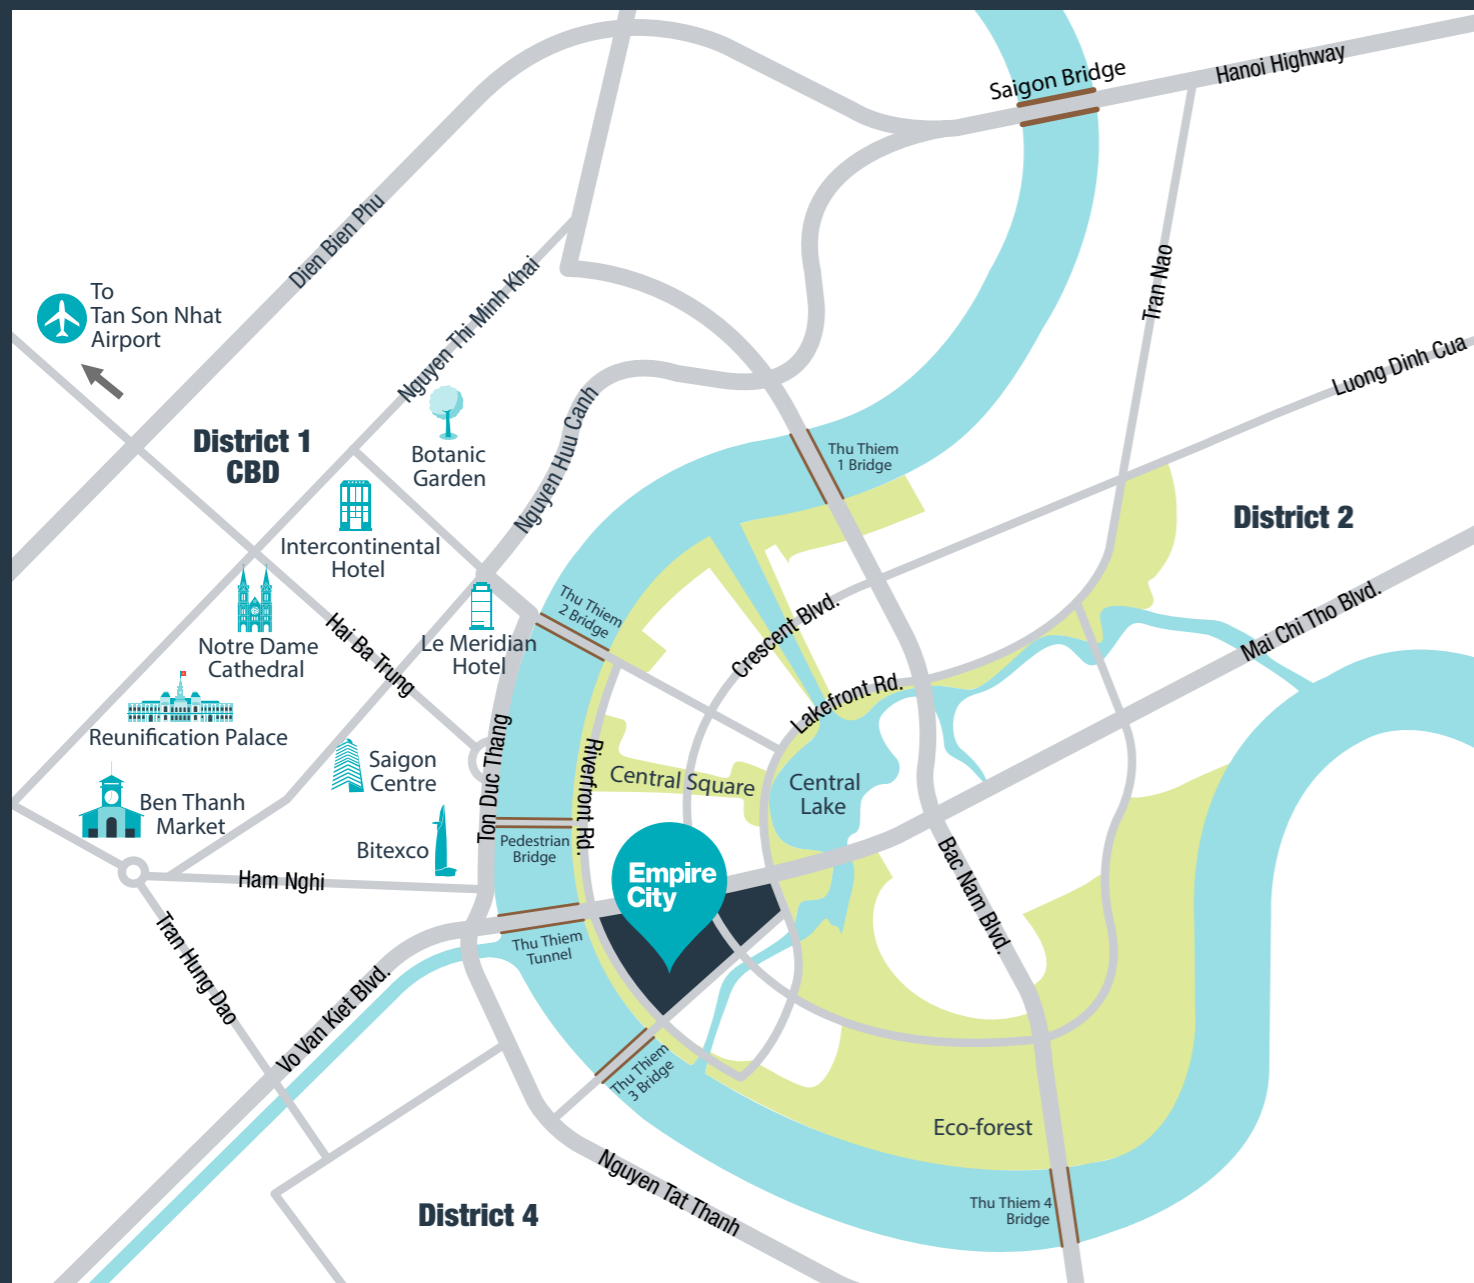 Saigon Bridge
Hanoi Highway
Dien Bien Phu
To
Tan Son Nhat
Airport
Nguyen Thi Minh Khai
Tran Nao
Luong Dinh Cua
District 1
CBD
Botanic
Garden
Nguyen Huu Canh
Thu Thiem
1 Bridge
District 2
Intercontinental
Hotel
Thu Thiem
2 Bridge
Crescent Blvd.
Mai Chi Tho Blvd.
Notre Dame
Cathedral
Hai Ba Trung
Le Meridian
Hotel
Lakefront Rd.
Reunification Palace
Saigon
Centre
Ton Duc Thang
Riverfront Rd.
Central Square
Central
Lake
Ben Thanh
Market
Bitexco
Pedestrian
Bridge
Empire
City
Ham Nghi
Bac Nam Blvd.
Thu Thiem
Tunnel
Tran Hung Dao
Vo Van Kiet Blvd.
Thu Thiem
3 Bridge
Eco-forest
Nguyen Tat Thanh
District 4
Thu Thiem 4
Bridge